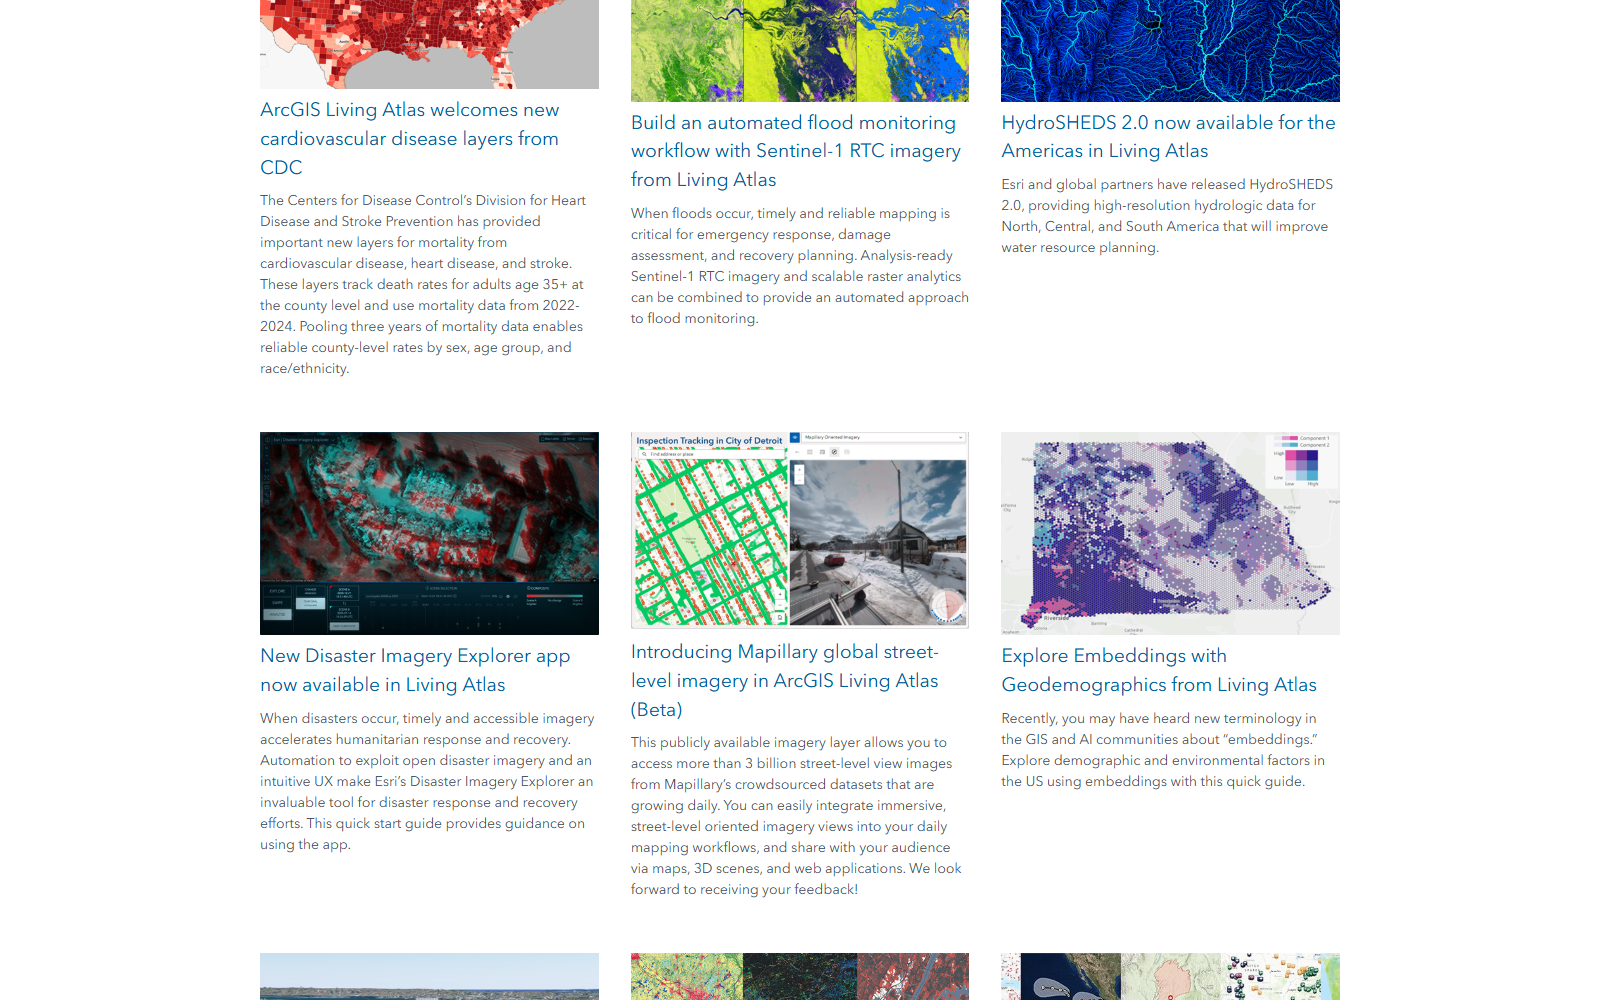 ArcGIS Living Atlas welcomes new
cardiovascular disease layers from
CDC
The Centers for Disease Control's Division for Heart
Disease and Stroke Prevention has provided
important new layers for mortality from
cardiovascular disease, heart disease, and stroke.
These layers track death rates for adults age 35+ at
the county level and use mortality data from 2022-
2024. Pooling three years of mortality data enables
reliable county-level rates by sex, age group, and
race/ethnicity.
Build an automated flood monitoring
workflow with Sentinel-1 RTC imagery
from Living Atlas
When floods occur, timely and reliable mapping is
critical for emergency response, damage
assessment, and recovery planning. Analysis-ready
Sentinel-1 RTC imagery and scalable raster analytics
can be combined to provide an automated approach
to flood monitoring.
HydroSHEDS 2.0 now available for the
Americas in Living Atlas
Esri and global partners have released HydroSHEDS
2.0, providing high-resolution hydrologic data for
North, Central, and South America that will improve
water resource planning.
New Disaster Imagery Explorer app
now available in Living Atlas
When disasters occur, timely and accessible imagery
accelerates humanitarian response and recovery.
Automation to exploit open disaster imagery and an
intuitive UX make Esri's Disaster Imagery Explorer an
invaluable tool for disaster response and recovery
efforts. This quick start guide provides guidance on
using the app.
Inspection Tracking in City of Detroit
Find address or place
Mapillary Oriented Imagery
Introducing Mapillary global street-
level imagery in ArcGIS Living Atlas
(Beta)
This publicly available imagery layer allows you to
access more than 3 billion street-level view images
from Mapillary's crowdsourced datasets that are
growing daily. You can easily integrate immersive,
street-level oriented imagery views into your daily
mapping workflows, and share with your audience
via maps, 3D scenes, and web applications. We look
forward to receiving your feedback!
Component 1
Component 2
High
Low
Low High
Riverside
Explore Embeddings with
Geodemographics from Living Atlas
Recently, you may have heard new terminology in
the GIS and AI communities about “embeddings.”
Explore demographic and environmental factors in
the US using embeddings with this quick guide.